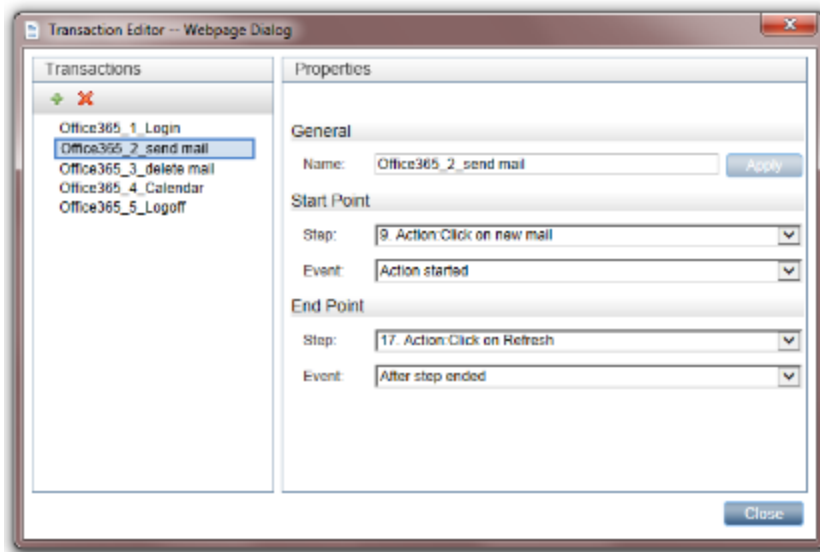 Transaction Editor -- Webpage Dialog
Transactions
Office365_1_Login
Office365_2_send mail
Office365_3_delete mail
Office365_4_Calendar
Office365_5_Logoff
Properties
General
Name: Office365_2_send mail Apply
Start Point
Step: 9. Action:Click on new mail
Event: Action started
End Point
Step: 17. Action:Click on Refresh
Event: After step ended
Close